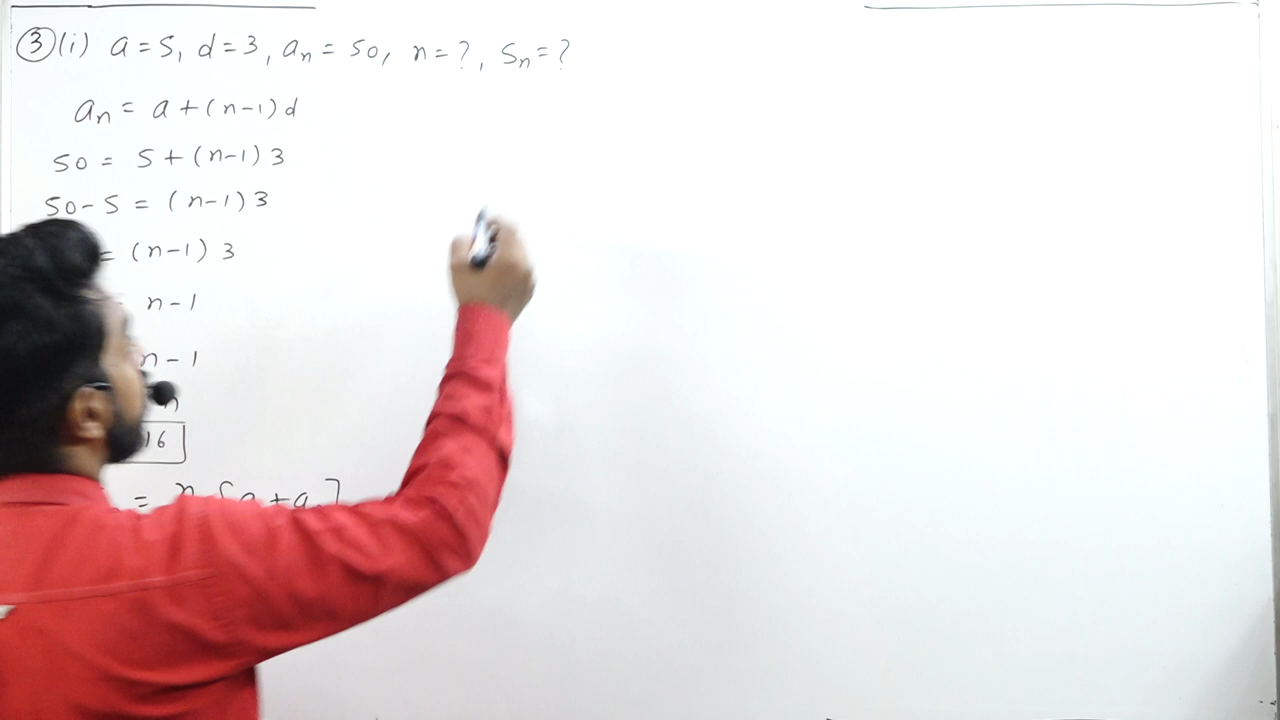 ③(i) a = 5, d = 3, an = 50, n = ?, Sn = ?
an = a + (n-1) d
50 = 5 + (n-1) 3
50 - 5 = (n-1) 3
= (n-1) 3
n - 1
n - 1
n
16
= n [a + an]